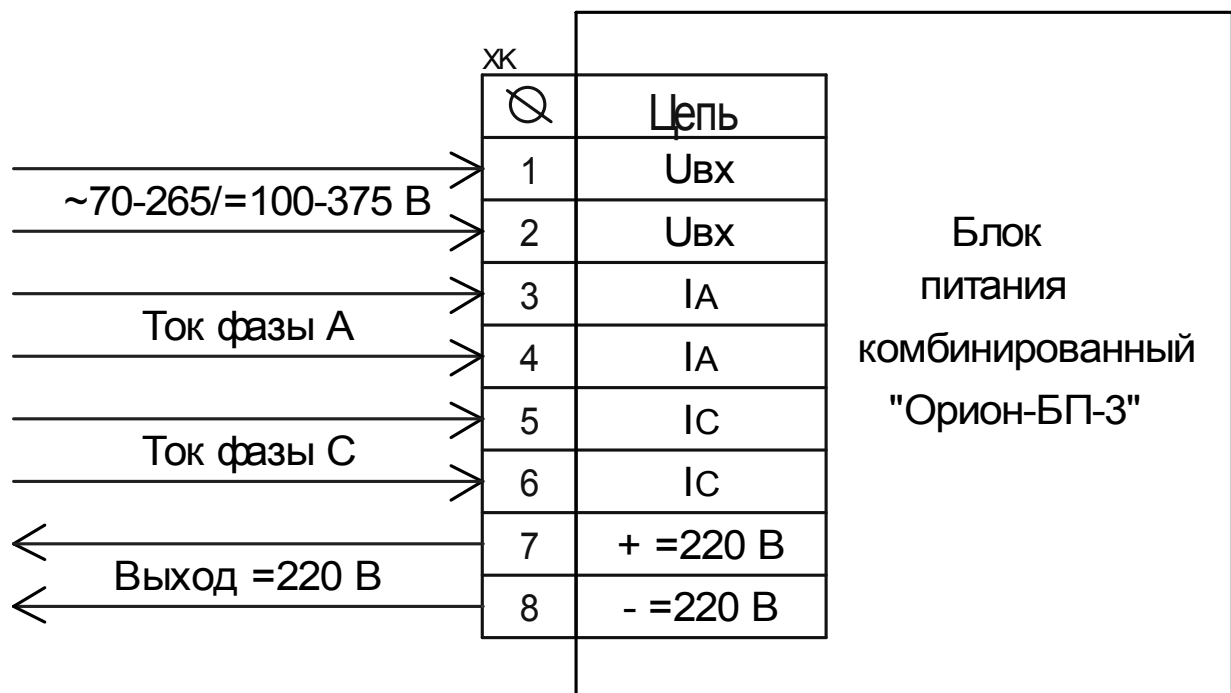 ХК
Цепь
1 Uвх
~70-265/=100-375 В
2 Uвх
3 IA
Ток фазы А
4 IA
5 IC
Ток фазы С
6 IC
7 + =220 В
Выход =220 В
8 - =220 В
Блок
питания
комбинированный
"Орион-БП-3"